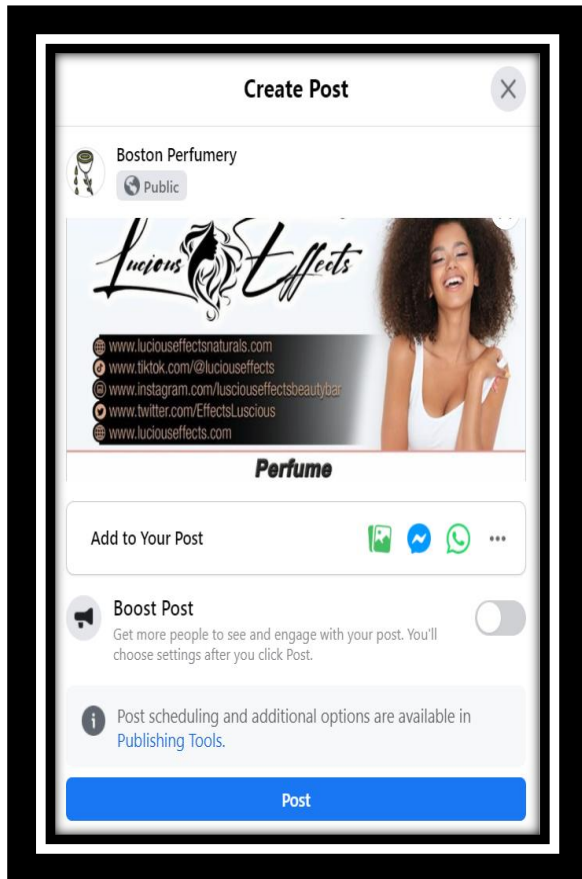 Create Post
Boston Perfumery
Public
Lucious Effects
www.luciouseffectsnaturals.com
www.tiktok.com/@luciouseffects
www.instagram.com/lusciouseffectsbeautybar
www.twitter.com/EffectsLuscious
www.luciouseffects.com
Perfume
Add to Your Post
Boost Post
Get more people to see and engage with your post. You'll
choose settings after you click Post.
Post scheduling and additional options are available in
Publishing Tools.
Post